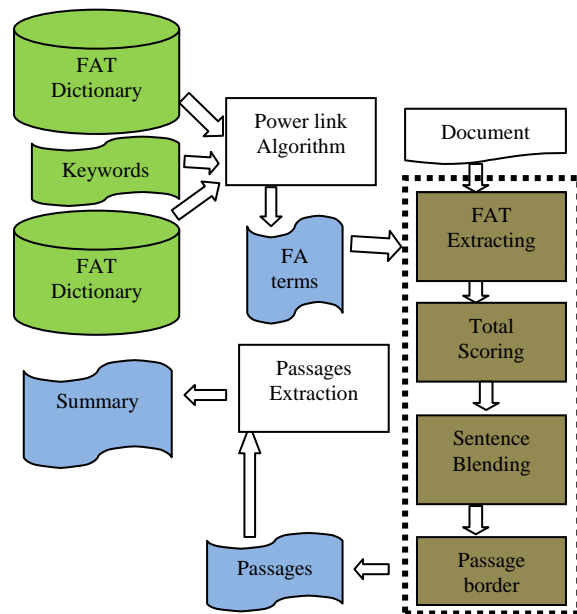 FAT
Dictionary
Keywords
FAT
Dictionary
Power link
Algorithm
FA
terms
Document
FAT
Extracting
Total
Scoring
Sentence
Blending
Passage
border
Passages
Passages
Extraction
Summary